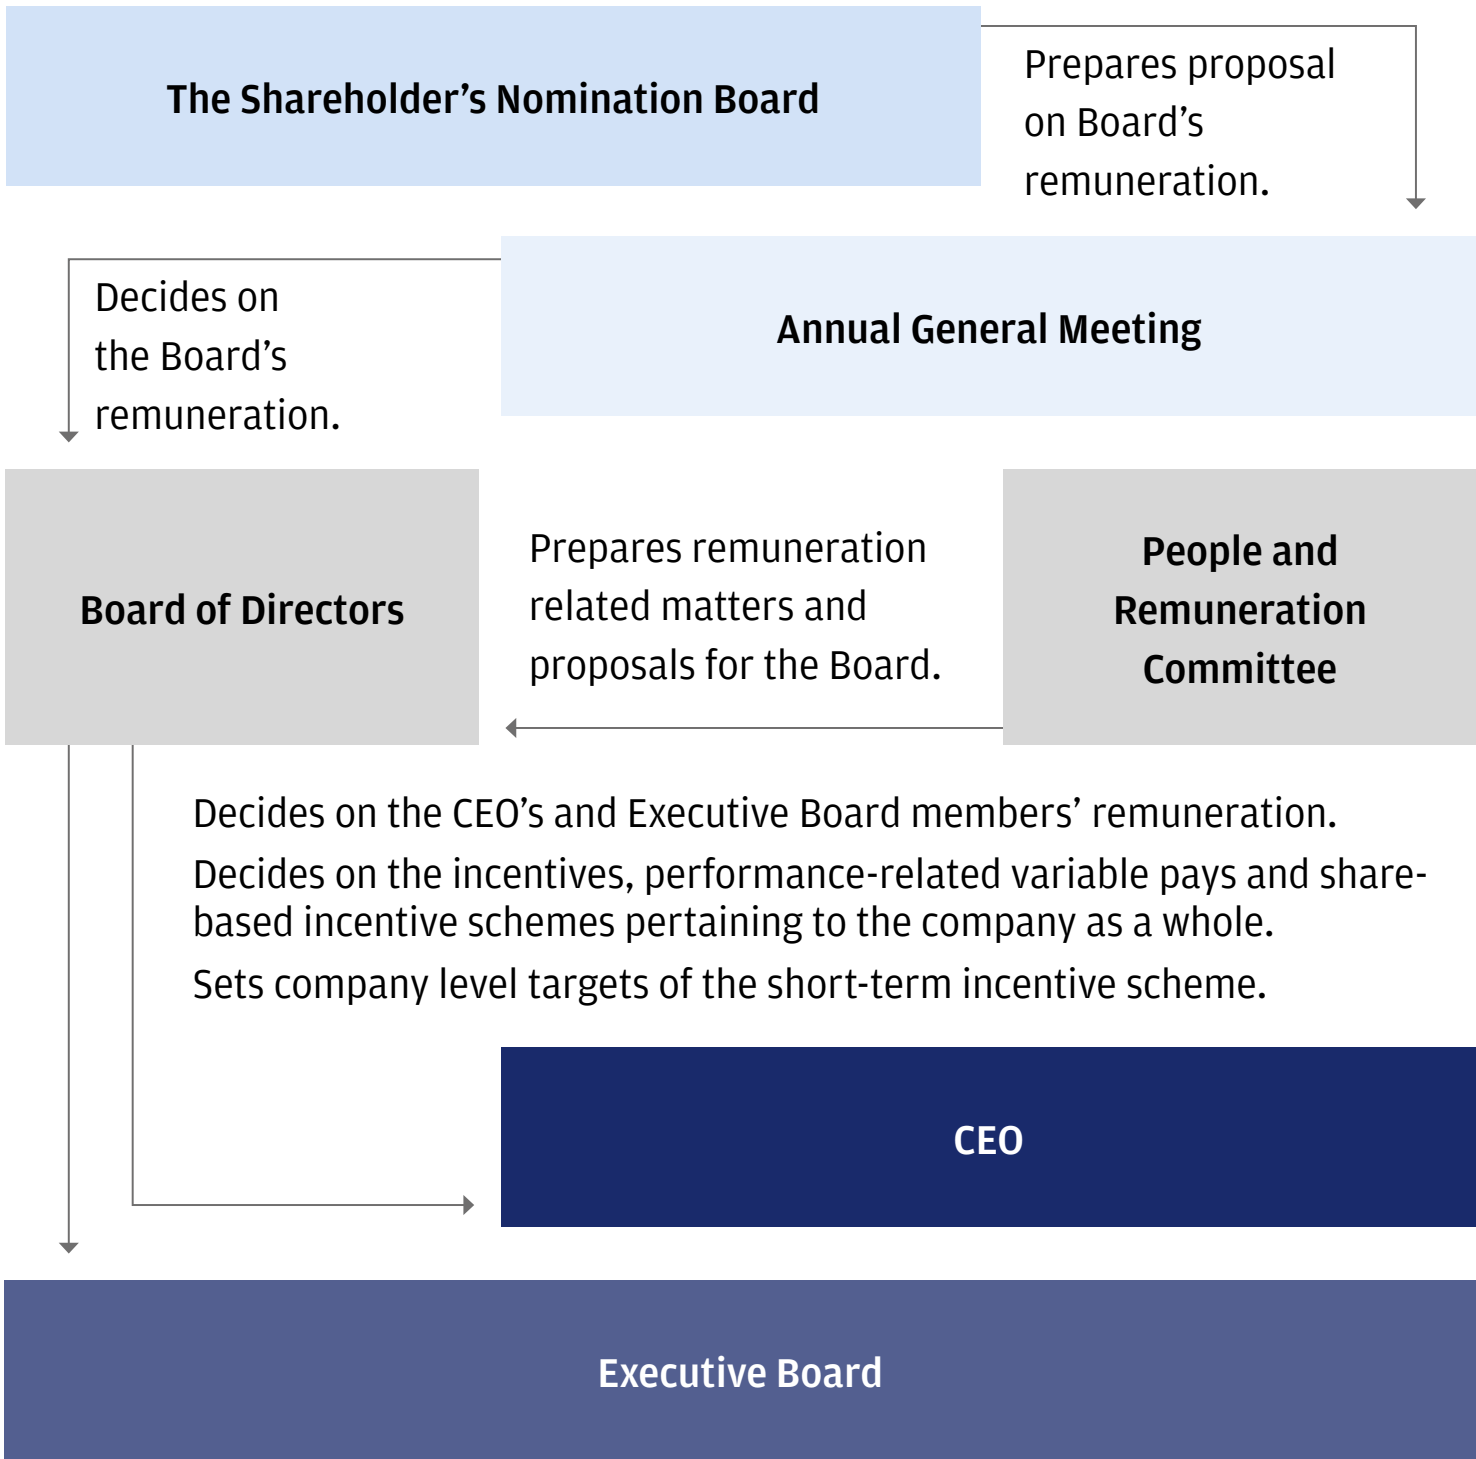 The Shareholder’s Nomination Board
Prepares proposal
on Board’s
remuneration.
Annual General Meeting
Decides on
the Board’s
remuneration.
Board of Directors
Prepares remuneration
related matters and
proposals for the Board.
People and
Remuneration
Committee
Decides on the CEO’s and Executive Board members’ remuneration.
Decides on the incentives, performance-related variable pays and share-
based incentive schemes pertaining to the company as a whole.
Sets company level targets of the short-term incentive scheme.
CEO
Executive Board